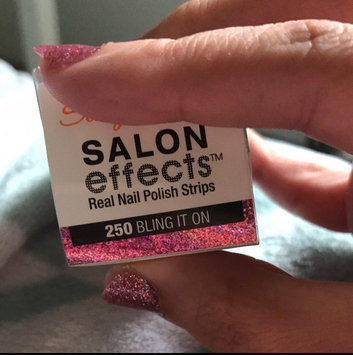 SALON
effects™
Real Nail Polish Strips
250 BLING IT ON